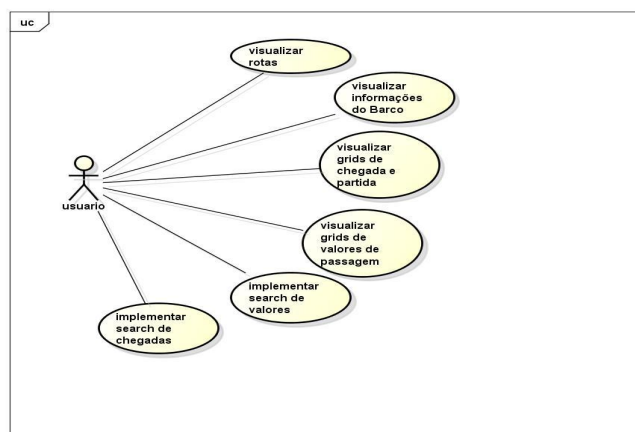 uc
visualizar
rotas
visualizar
informações
do Barco
visualizar
grids de
chegada e
partida
usuario
visualizar
grids de
valores de
passagem
implementar
search de
valores
implementar
search de
chegadas